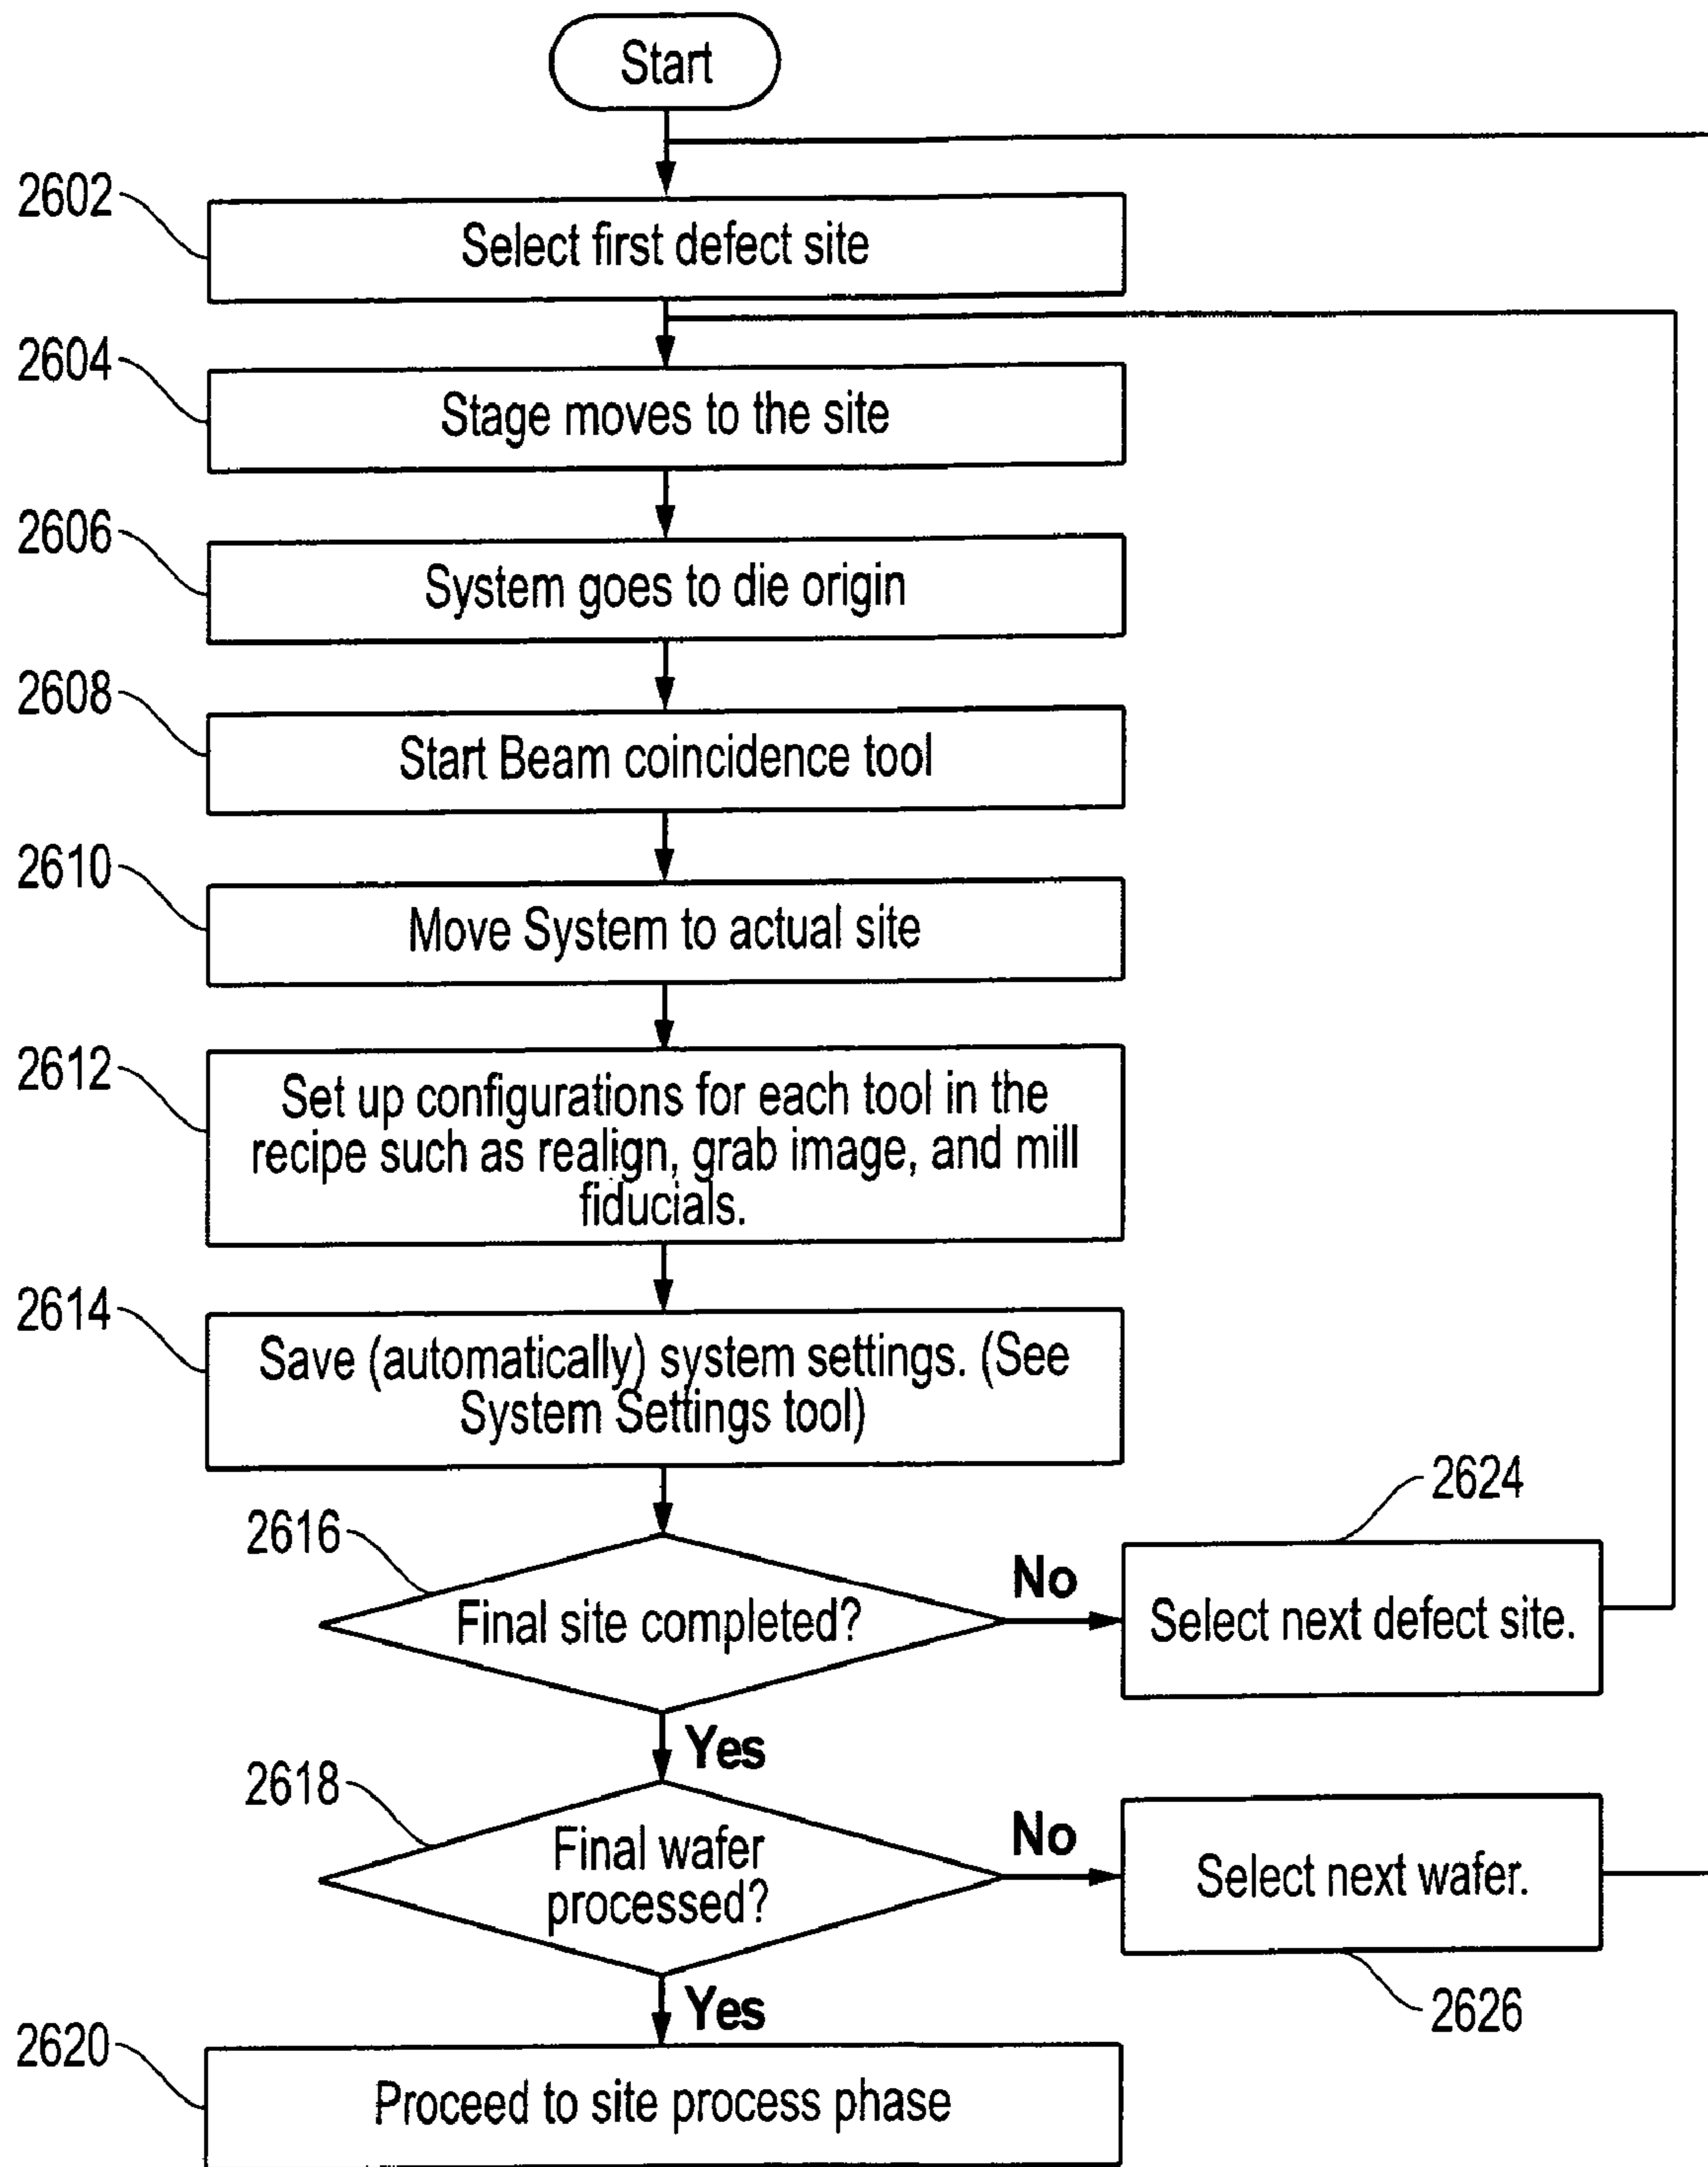 Start
2602
Select first defect site
2604
Stage moves to the site
2606
System goes to die origin
2608
Start Beam coincidence tool
2610
Move System to actual site
2612
Set up configurations for each tool in the
recipe such as realign, grab image, and mill
fiducials.
2614
Save (automatically) system settings. (See
System Settings tool)
2616
Final site completed?
No
2624
Select next defect site.
Yes
2618
Final wafer
processed?
No
Select next wafer.
2626
Yes
2620
Proceed to site process phase